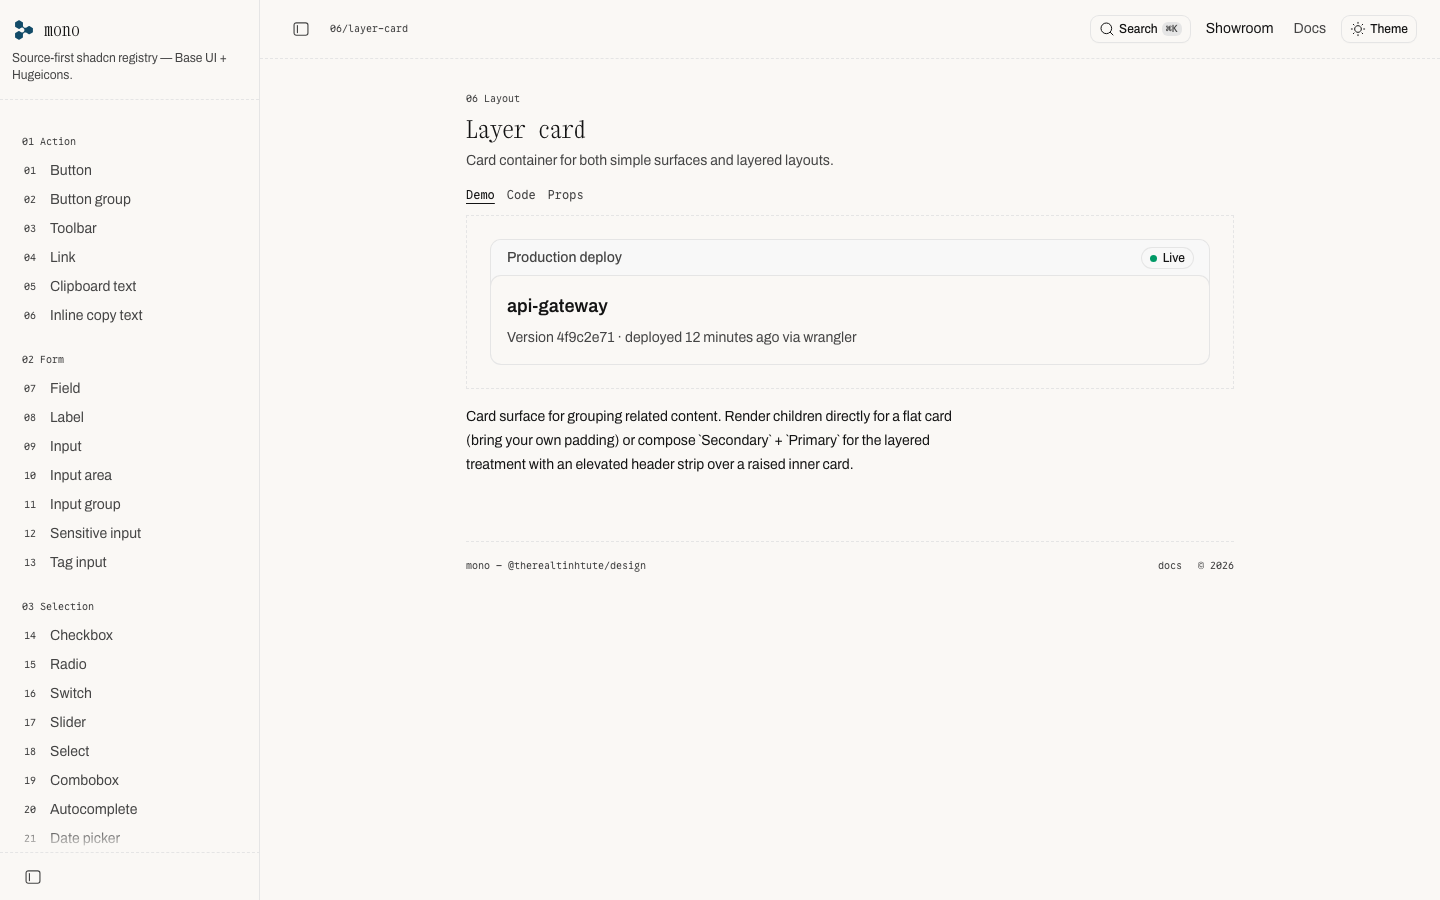 mono
Source-first shadcn registry — Base UI +
Hugeicons.
01 Action
01 Button
02 Button group
03 Toolbar
04 Link
05 Clipboard text
06 Inline copy text
02 Form
07 Field
08 Label
09 Input
10 Input area
11 Input group
12 Sensitive input
13 Tag input
03 Selection
14 Checkbox
15 Radio
16 Switch
17 Slider
18 Select
19 Combobox
20 Autocomplete
21 Date picker
06/layer-card
Search ⌘K
Showroom
Docs
Theme
06 Layout
Layer card
Card container for both simple surfaces and layered layouts.
Demo Code Props
Production deploy
Live
api-gateway
Version 4f9c2e71 · deployed 12 minutes ago via wrangler
Card surface for grouping related content. Render children directly for a flat card
(bring your own padding) or compose `Secondary` + `Primary` for the layered
treatment with an elevated header strip over a raised inner card.
mono — @therealtinhtute/design
docs © 2026